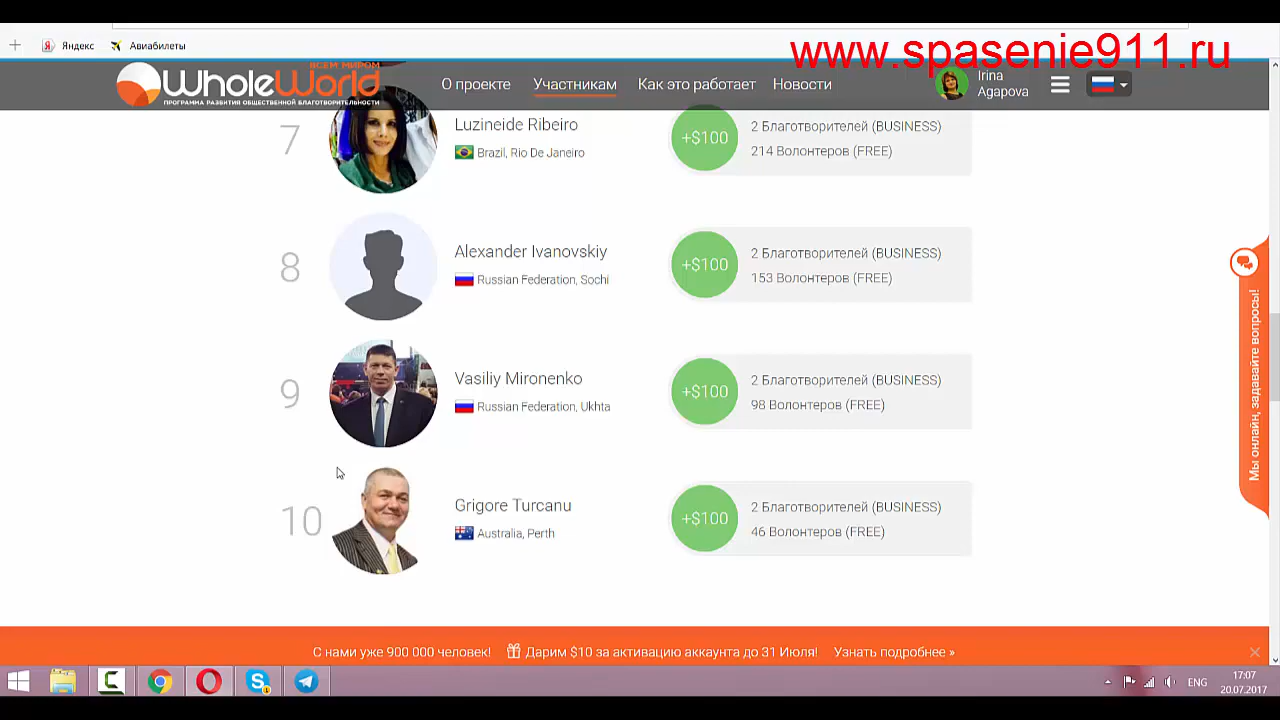 www.spasenie911.ru
Яндекс
Авиабилеты
ВСЕМ МИРОМ
WholeWorld
ПРОГРАММА РАЗВИТИЯ ОБЩЕСТВЕННОЙ БЛАГОТВОРИТЕЛЬНОСТИ
О проекте
Участникам
Как это работает
Новости
Irina
Agapova
7
Luzineide Ribeiro
Brazil, Rio De Janeiro
+$100
2 Благотворителей (BUSINESS)
214 Волонтеров (FREE)
8
Alexander Ivanovskiy
Russian Federation, Sochi
+$100
2 Благотворителей (BUSINESS)
153 Волонтеров (FREE)
9
Vasiliy Mironenko
Russian Federation, Ukhta
+$100
2 Благотворителей (BUSINESS)
98 Волонтеров (FREE)
10
Grigore Turcanu
Australia, Perth
+$100
2 Благотворителей (BUSINESS)
46 Волонтеров (FREE)
Мы онлайн, задавайте вопросы!
С нами уже 900 000 человек!
Дарим $10 за активацию аккаунта до 31 Июля!
Узнать подробнее »
ENG
17:07
20.07.2017